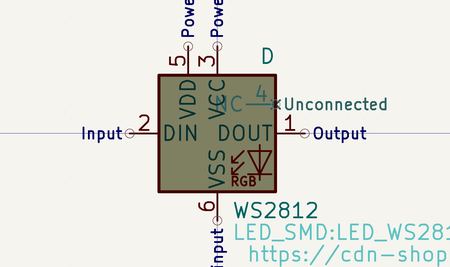 Power
Power
D
5
3
VDD
VCC
NC
4
Unconnected
Input
2
DIN
DOUT
1
Output
VSS
RGB
6
WS2812
Input
LED_SMD:LED_WS281
https://cdn-shop